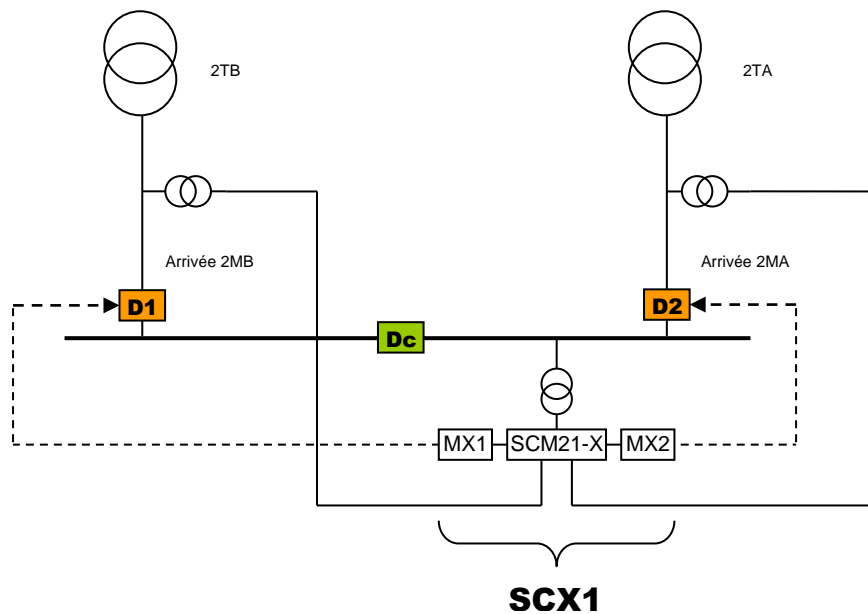 2TB
2TA
Arrivée 2MB
Arrivée 2MA
D1
D2
Dc
MX1
SCM21-X
MX2
SCX1